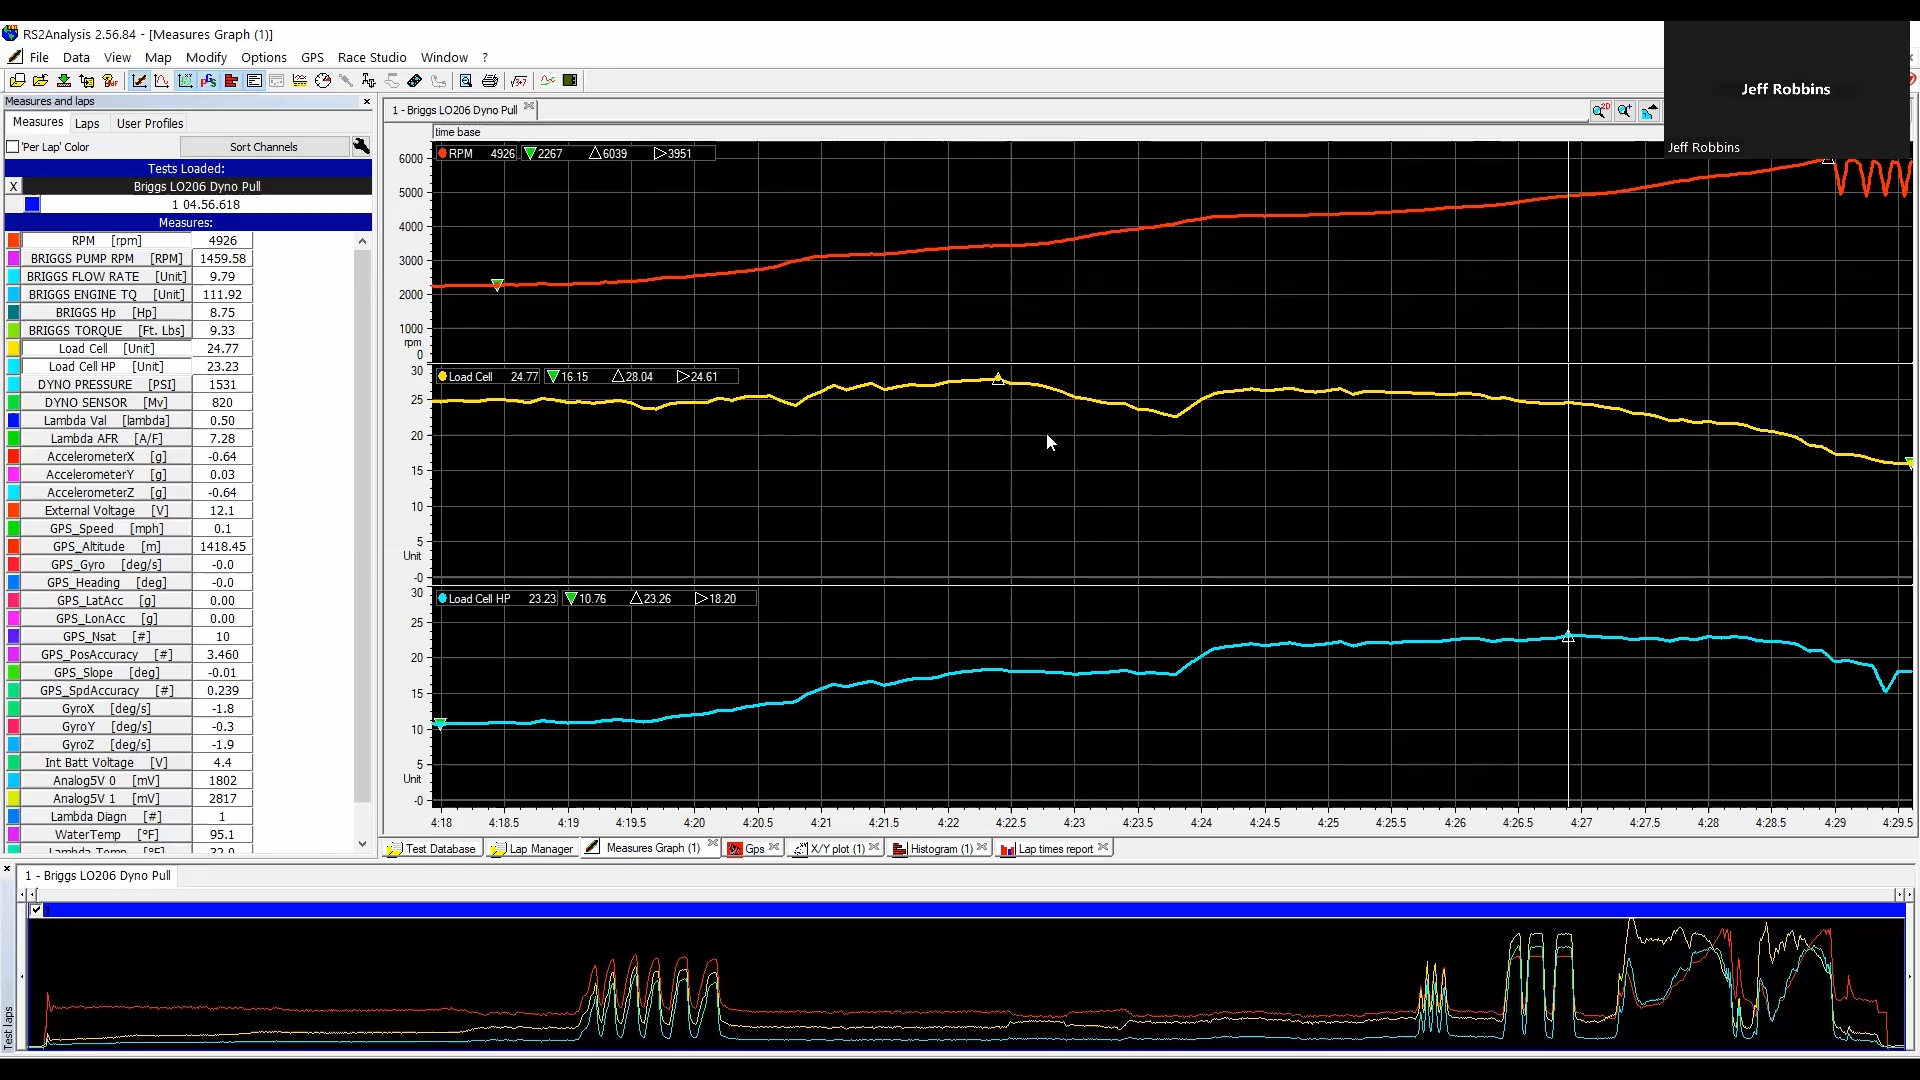 RS2Analysis 2.56.84 - [Measures Graph (1)]
File Data View Map Modify Options GPS Race Studio Window ?
Jeff Robbins
Jeff Robbins
Measures and laps
Measures Laps User Profiles
'Per Lap' Color Sort Channels
Tests Loaded:
X Briggs LO206 Dyno Pull
1 04.56.618
Measures:
RPM [rpm] 4926
BRIGGS PUMP RPM [RPM] 1459.58
BRIGGS FLOW RATE [Unit] 9.79
BRIGGS ENGINE TQ [Unit] 111.92
BRIGGS Hp [Hp] 8.75
BRIGGS TORQUE [Ft. Lbs] 9.33
Load Cell [Unit] 24.77
Load Cell HP [Unit] 23.23
DYNO PRESSURE [PSI] 1531
DYNO SENSOR [Mv] 820
Lambda Val [lambda] 0.50
Lambda AFR [A/F] 7.28
AccelerometerX [g] -0.64
AccelerometerY [g] 0.03
AccelerometerZ [g] -0.64
External Voltage [V] 12.1
GPS_Speed [mph] 0.1
GPS_Altitude [m] 1418.45
GPS_Gyro [deg/s] -0.0
GPS_Heading [deg] -0.0
GPS_LatAcc [g] 0.00
GPS_LonAcc [g] 0.00
GPS_Nsat [#] 10
GPS_PosAccuracy [#] 3.460
GPS_Slope [deg] -0.01
GPS_SpdAccuracy [#] 0.239
GyroX [deg/s] -1.8
GyroY [deg/s] -0.3
GyroZ [deg/s] -1.9
Int Batt Voltage [V] 4.4
Analog5V 0 [mV] 1802
Analog5V 1 [mV] 2817
Lambda Diagn [#] 1
WaterTemp [°F] 95.1
Lambda Temp [°F] 32.0
1 - Briggs LO206 Dyno Pull
time base
RPM 4926 2267 6039 3951
6000
5000
4000
3000
2000
1000
rpm
0
Load Cell 24.77 16.15 28.04 24.61
30
25
20
15
10
5
Unit
-0
Load Cell HP 23.23 10.76 23.26 18.20
30
25
20
15
10
5
Unit
-0
4:18 4:18.5 4:19 4:19.5 4:20 4:20.5 4:21 4:21.5 4:22 4:22.5 4:23 4:23.5 4:24 4:24.5 4:25 4:25.5 4:26 4:26.5 4:27 4:27.5 4:28 4:28.5 4:29 4:29.5
Test Database Lap Manager Measures Graph (1) Gps X/Y plot (1) Histogram (1) Lap times report
1 - Briggs LO206 Dyno Pull
Test laps